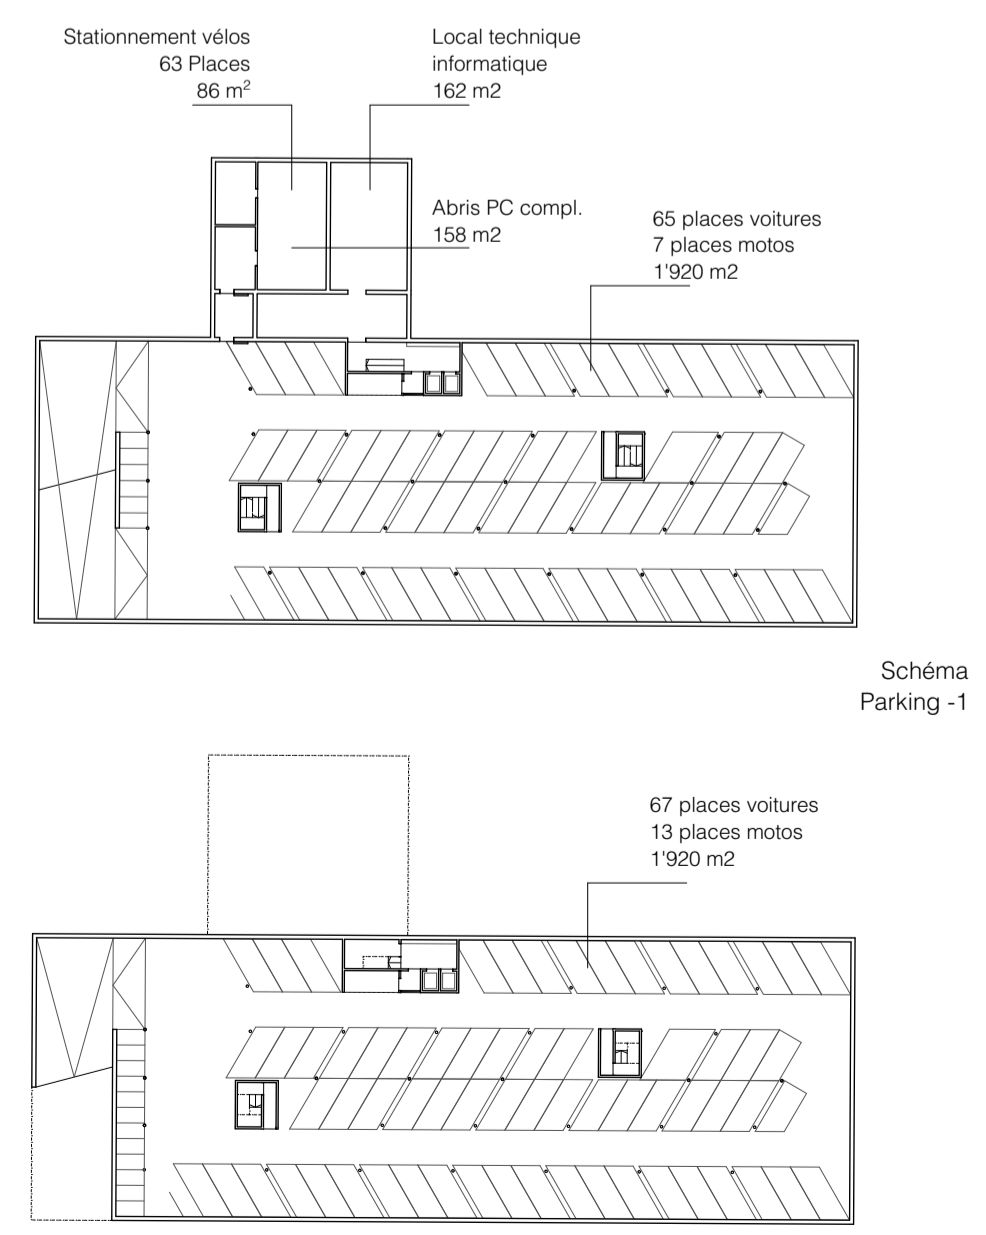 Stationnement vélos
63 Places
86 m²
Local technique
informatique
162 m2
Abris PC compl.
158 m2
65 places voitures
7 places motos
1'920 m2
Schéma
Parking -1
67 places voitures
13 places motos
1'920 m2